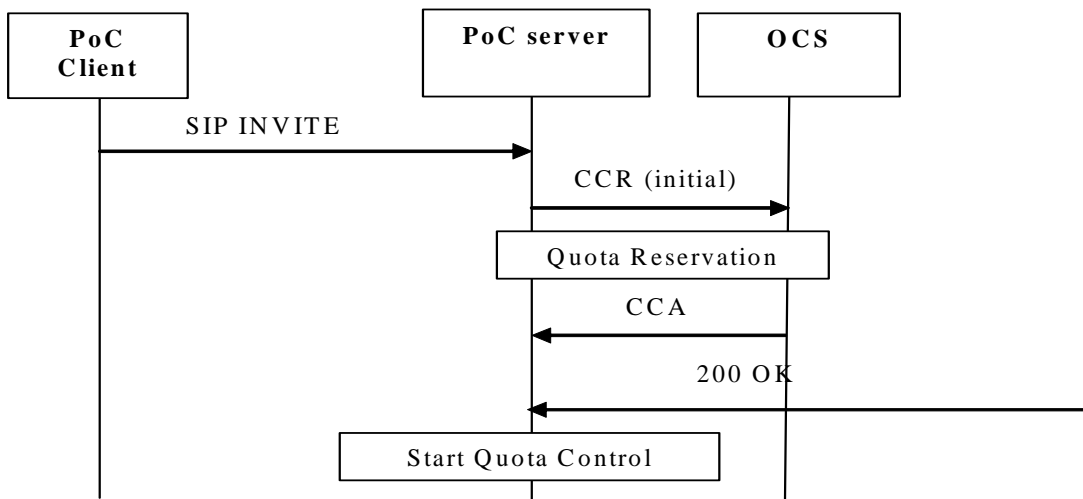 PoC
Client
PoC server
OCS
SIP INVITE
CCR (initial)
Quota Reservation
CCA
200 OK
Start Quota Control